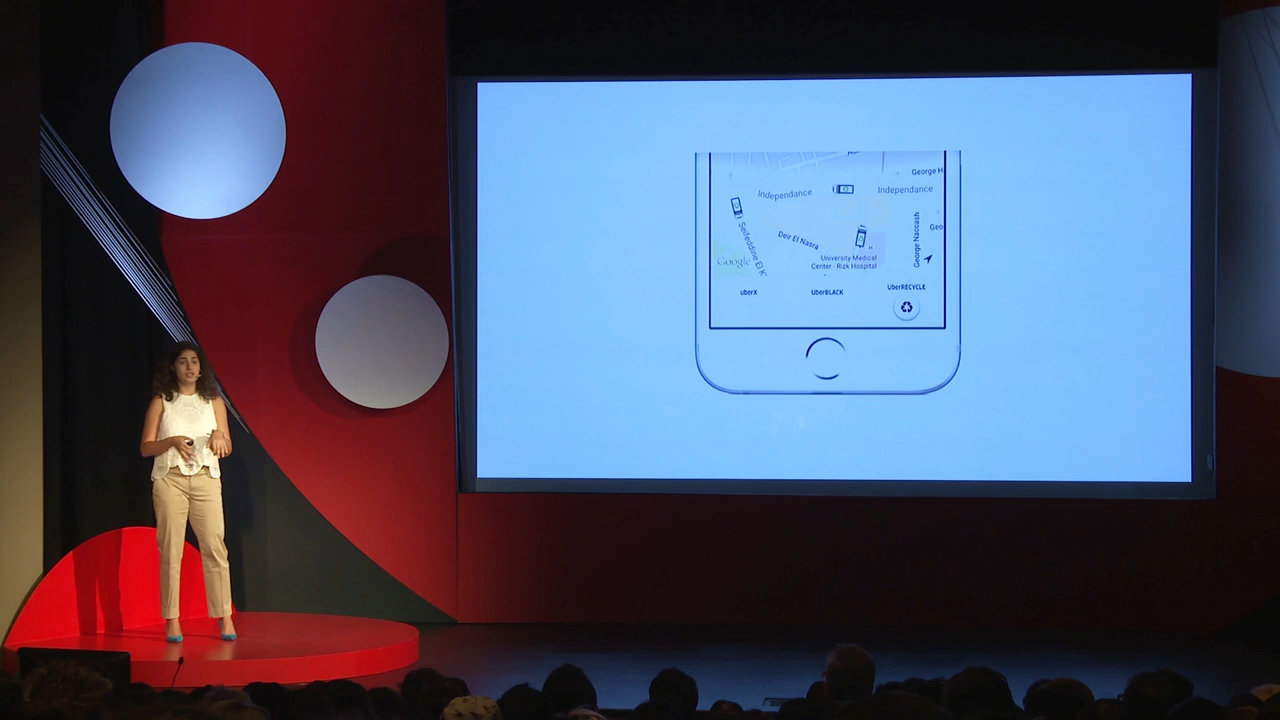 George H
Independance
Independance
Seifeddine El K
Deir El Nasra
George Naccash
Geo
Google
H
University Medical
Center - Rizk Hospital
uberX
UberBLACK
UberRECYCLE